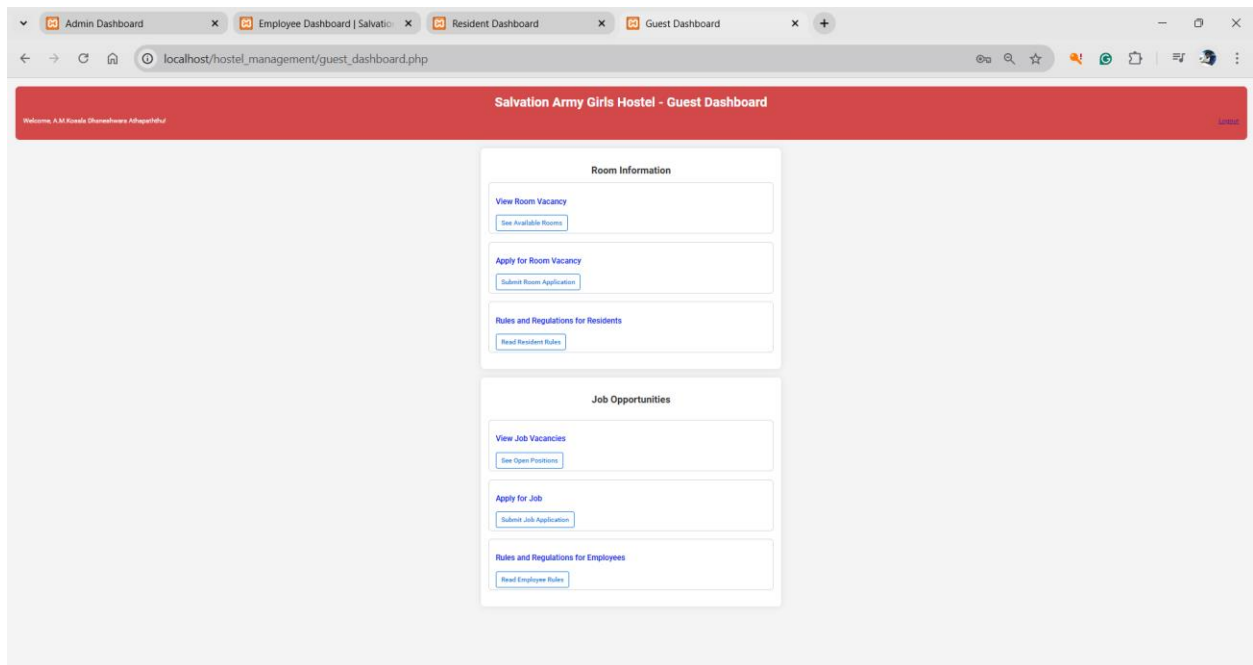 Admin Dashboard
Employee Dashboard | Salvation
Resident Dashboard
Guest Dashboard
localhost/hostel_management/guest_dashboard.php
Salvation Army Girls Hostel - Guest Dashboard
Welcome, A.M.Kosala Dhaneshwara Athapaththu!
Logout
Room Information
View Room Vacancy
See Available Rooms
Apply for Room Vacancy
Submit Room Application
Rules and Regulations for Residents
Read Resident Rules
Job Opportunities
View Job Vacancies
See Open Positions
Apply for Job
Submit Job Application
Rules and Regulations for Employees
Read Employee Rules